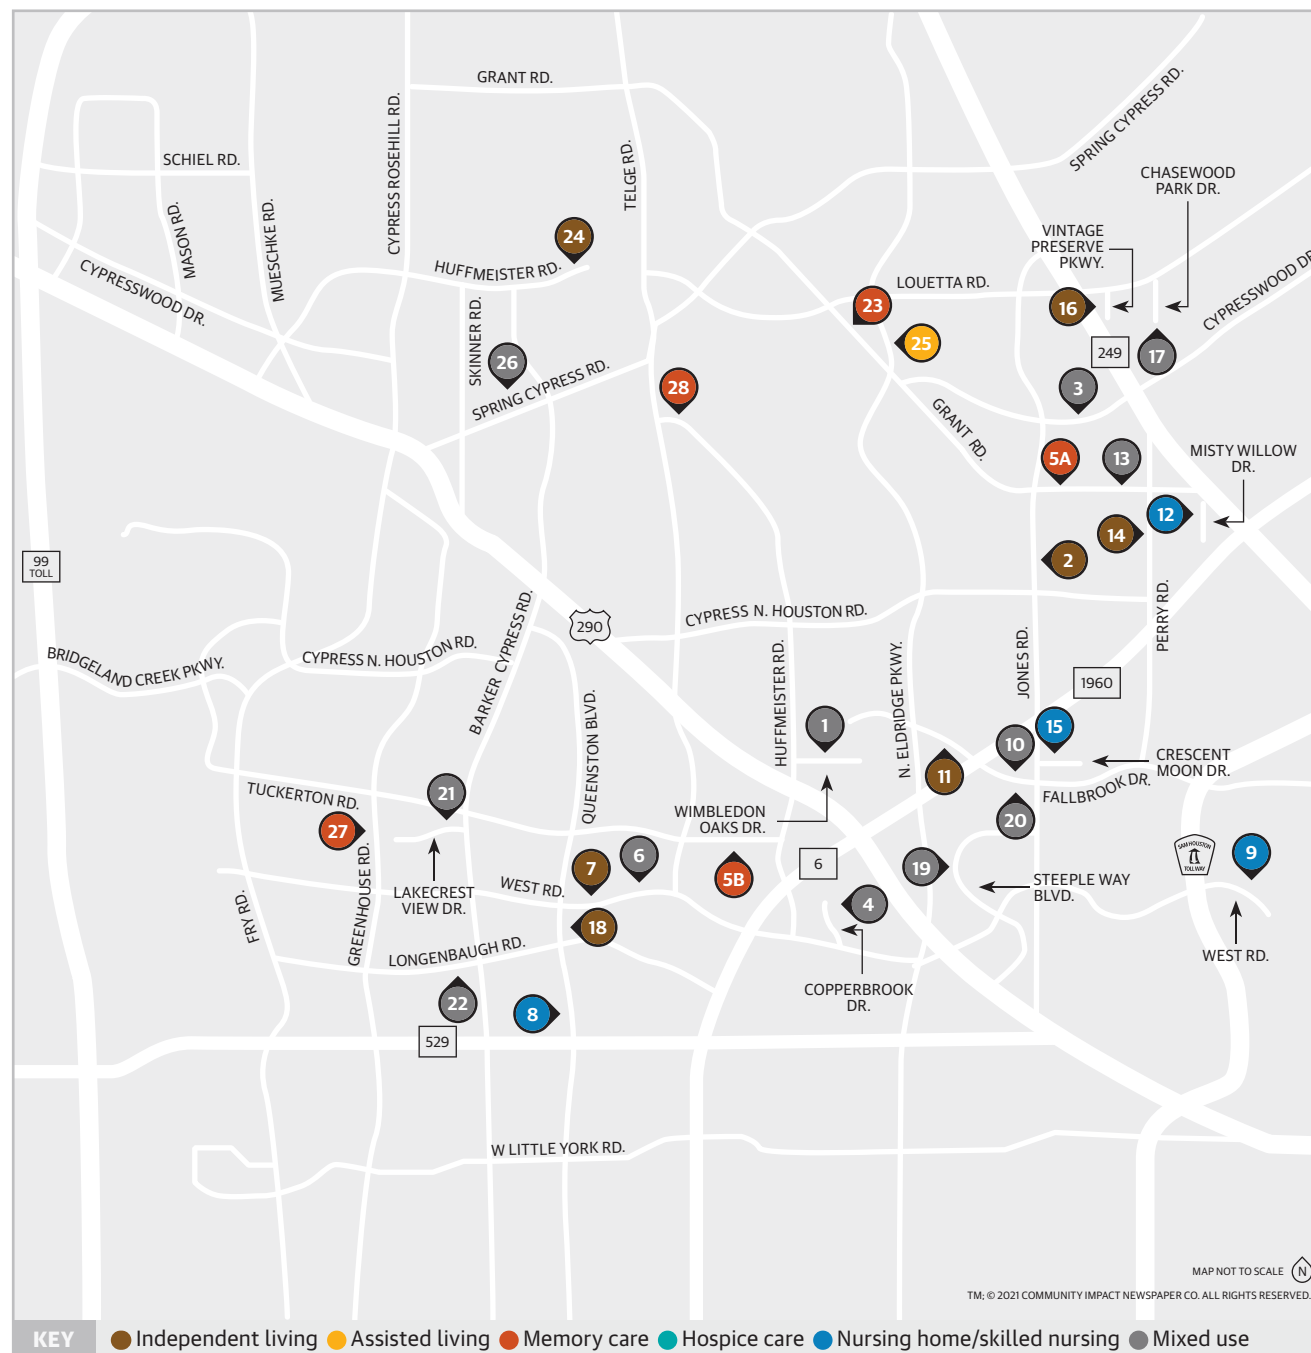 GRANT RD.
SPRING CYPRESS RD.
SCHIEL RD.
CYPRESS ROSEHILL RD.
TELGE RD.
CHASEWOOD
PARK DR.
MASON RD.
MUESCHKE RD.
24
VINTAGE
PRESERVE
PKWY.
CYPRESSWOOD DR.
HUFFMEISTER RD.
LOUETTA RD.
CYPRESSWOOD DR.
23
16
25
SKINNER RD.
26
249
17
SPRING CYPRESS RD.
28
3
GRANT RD.
5A
13
MISTY WILLOW
DR.
12
14
2
99
TOLL
BARKER CYPRESS RD.
290
CYPRESS N. HOUSTON RD.
PERRY RD.
BRIDGELAND CREEK PKWY.
CYPRESS N. HOUSTON RD.
HUFFMEISTER RD.
N. ELDRIDGE PKWY.
JONES RD.
1960
QUEENSTON BLVD.
1
10
15
CRESCENT
MOON DR.
11
TUCKERTON RD.
21
FALLBROOK DR.
WIMBLEDON
OAKS DR.
20
27
6
6
SAM HOUSTON
TOLL WAY
9
7
5B
19
LAKECREST
VIEW DR.
WEST RD.
STEEPLE WAY
BLVD.
4
FRY RD.
GREENHOUSE RD.
18
LONGENBAUGH RD.
WEST RD.
COPPERBROOK
DR.
22
8
529
W LITTLE YORK RD.
MAP NOT TO SCALE N
TM; © 2021 COMMUNITY IMPACT NEWSPAPER CO. ALL RIGHTS RESERVED.
KEY Independent living Assisted living Memory care Hospice care Nursing home/skilled nursing Mixed use